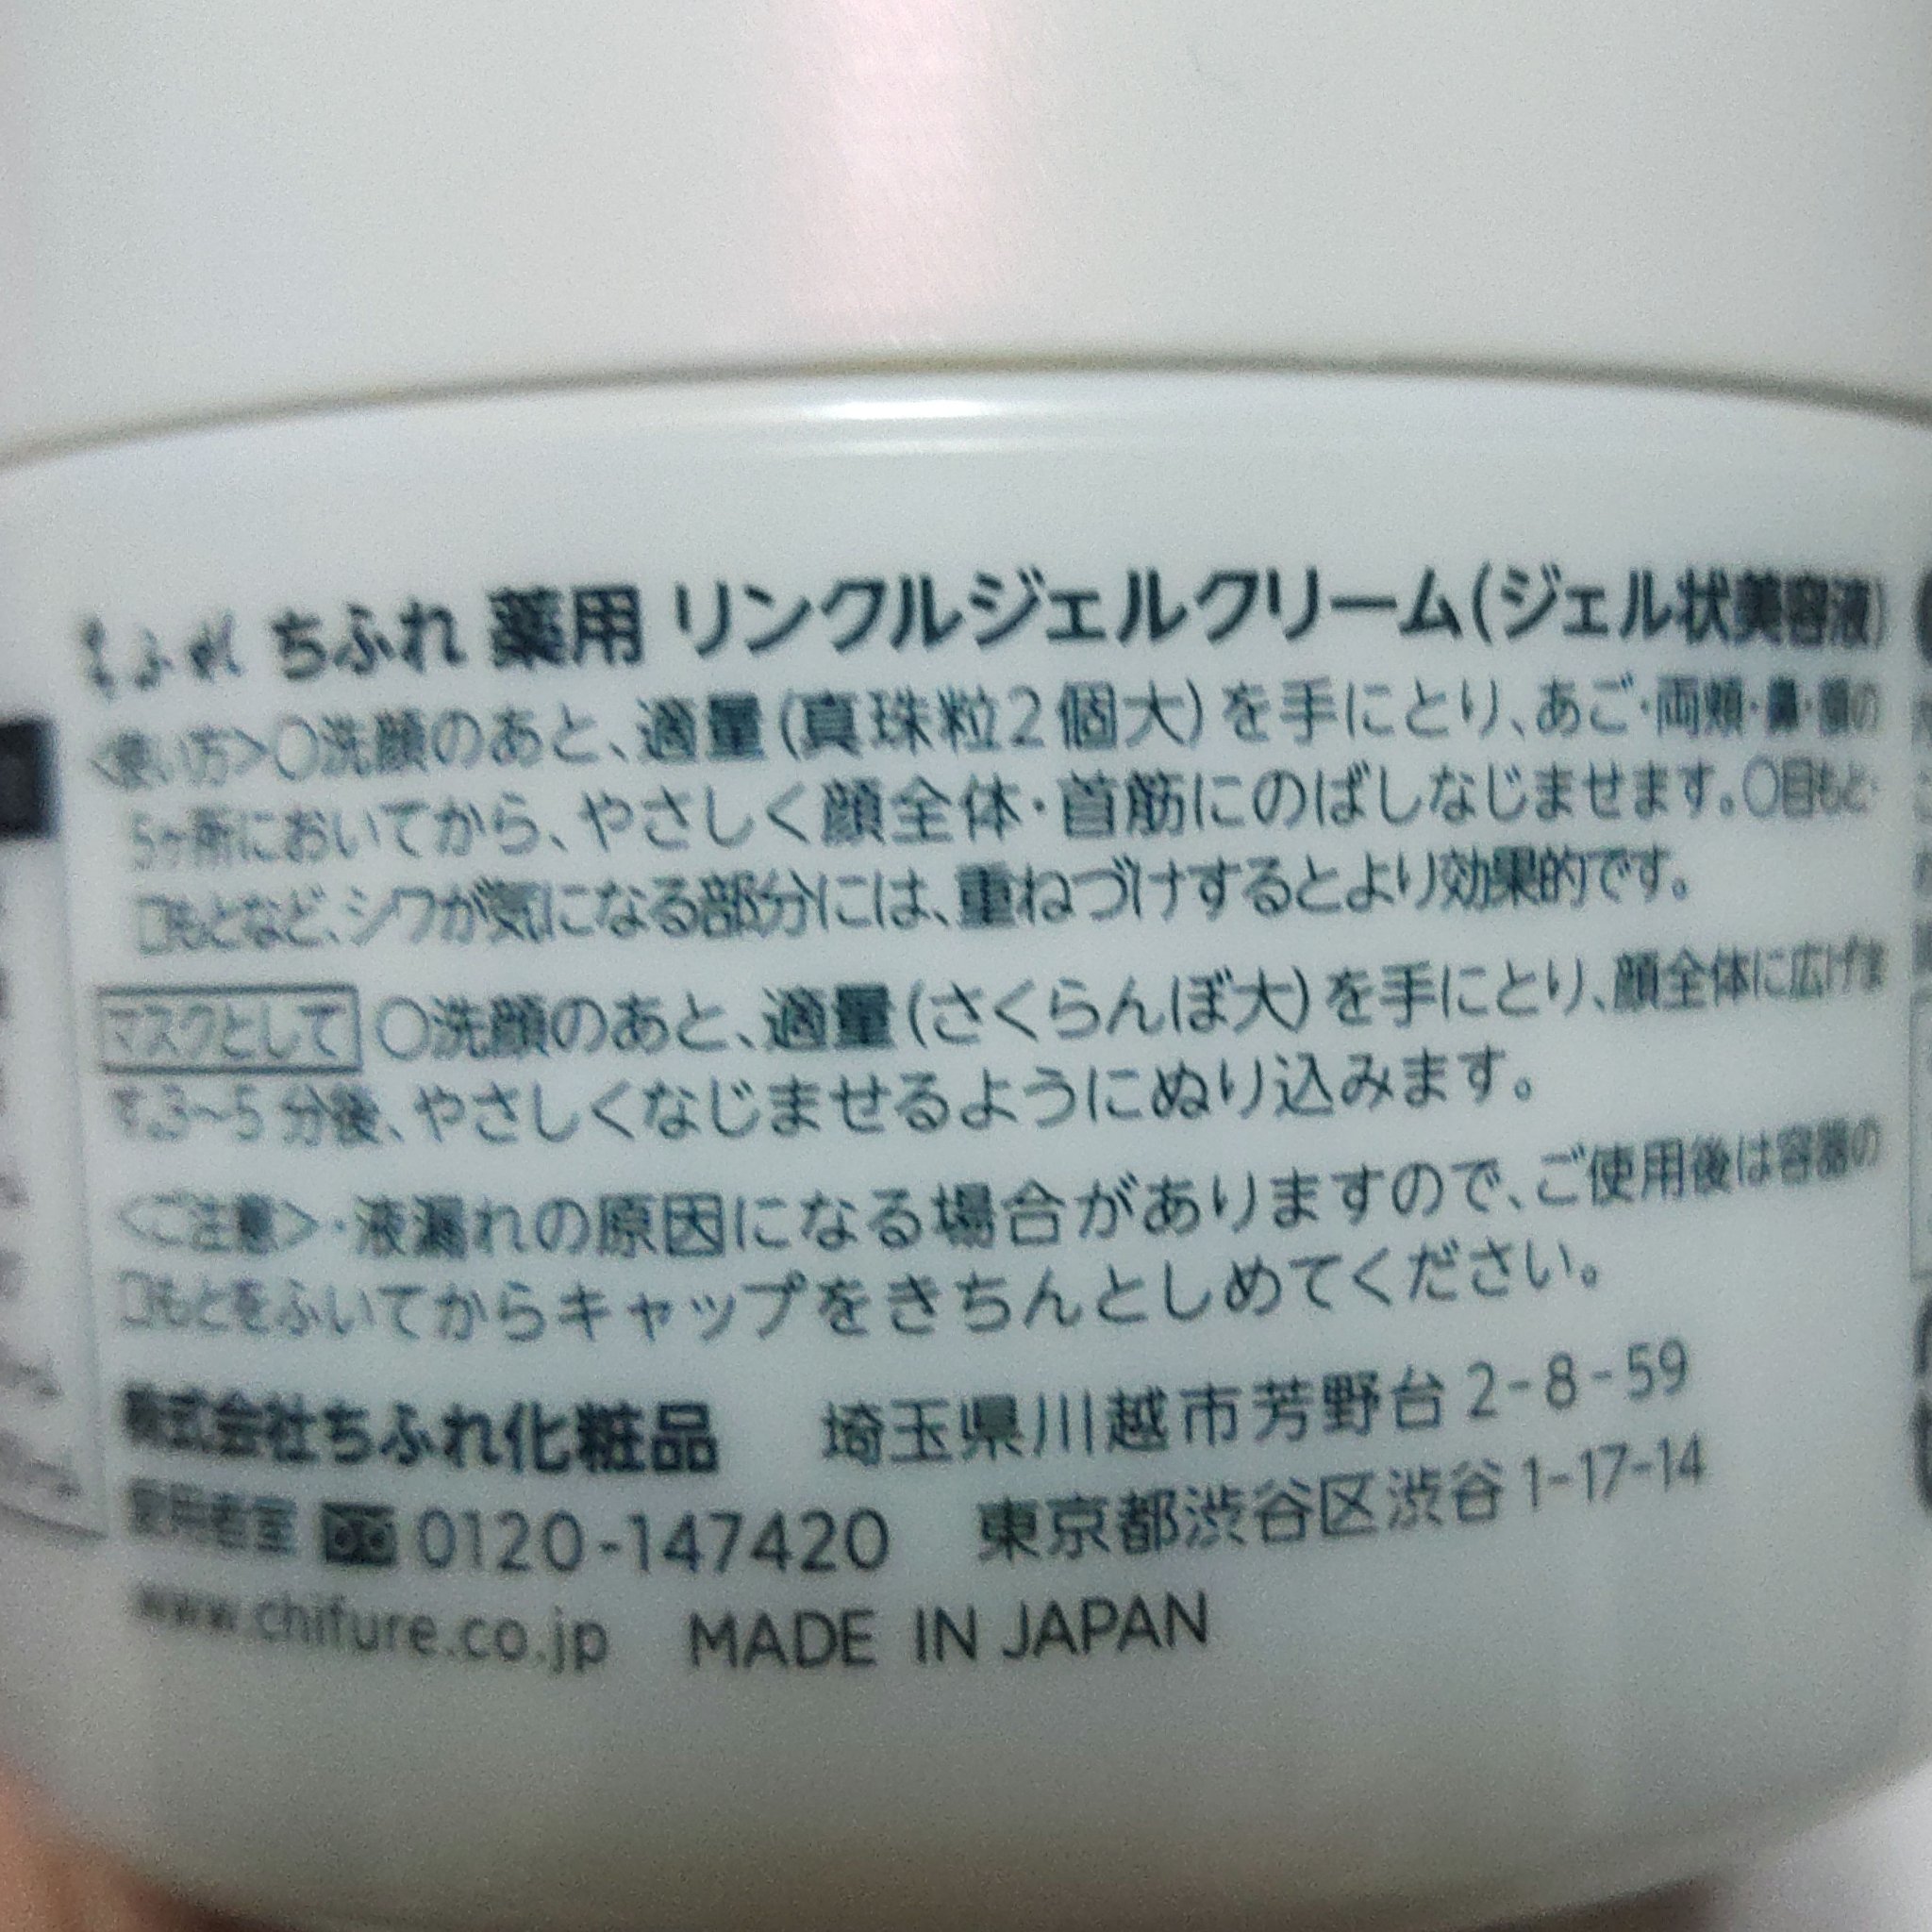 ちふれ ちふれ 薬用 リンクルジェルクリーム(ジェル状美容液)
<使い方>○洗顔のあと、適量(真珠粒2個大)を手にとり、あご・両頬・鼻・額の
5ヶ所においてから、やさしく顔全体・首筋にのばしなじませます。○目もと・
口もとなど、シワが気になる部分には、重ねづけするとより効果的です。
マスクとして ○洗顔のあと、適量(さくらんぼ大)を手にとり、顔全体に広げま
す。3～5分後、やさしくなじませるようにぬり込みます。
<ご注意>・液漏れの原因になる場合がありますので、ご使用後は容器の
口もとをふいてからキャップをきちんとしめてください。
株式会社ちふれ化粧品 埼玉県川越市芳野台2-8-59
愛用者室 0120-147420 東京都渋谷区渋谷1-17-14
www.chifure.co.jp MADE IN JAPAN